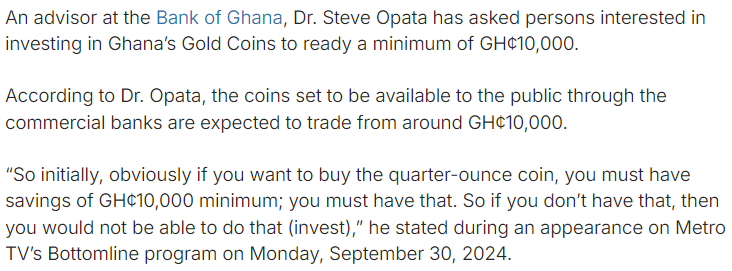 An advisor at the Bank of Ghana, Dr. Steve Opata has asked persons interested in
investing in Ghana’s Gold Coins to ready a minimum of GH¢10,000.
According to Dr. Opata, the coins set to be available to the public through the
commercial banks are expected to trade from around GH¢10,000.
“So initially, obviously if you want to buy the quarter-ounce coin, you must have
savings of GH¢10,000 minimum; you must have that. So if you don’t have that, then
you would not be able to do that (invest),” he stated during an appearance on Metro
TV’s Bottomline program on Monday, September 30, 2024.